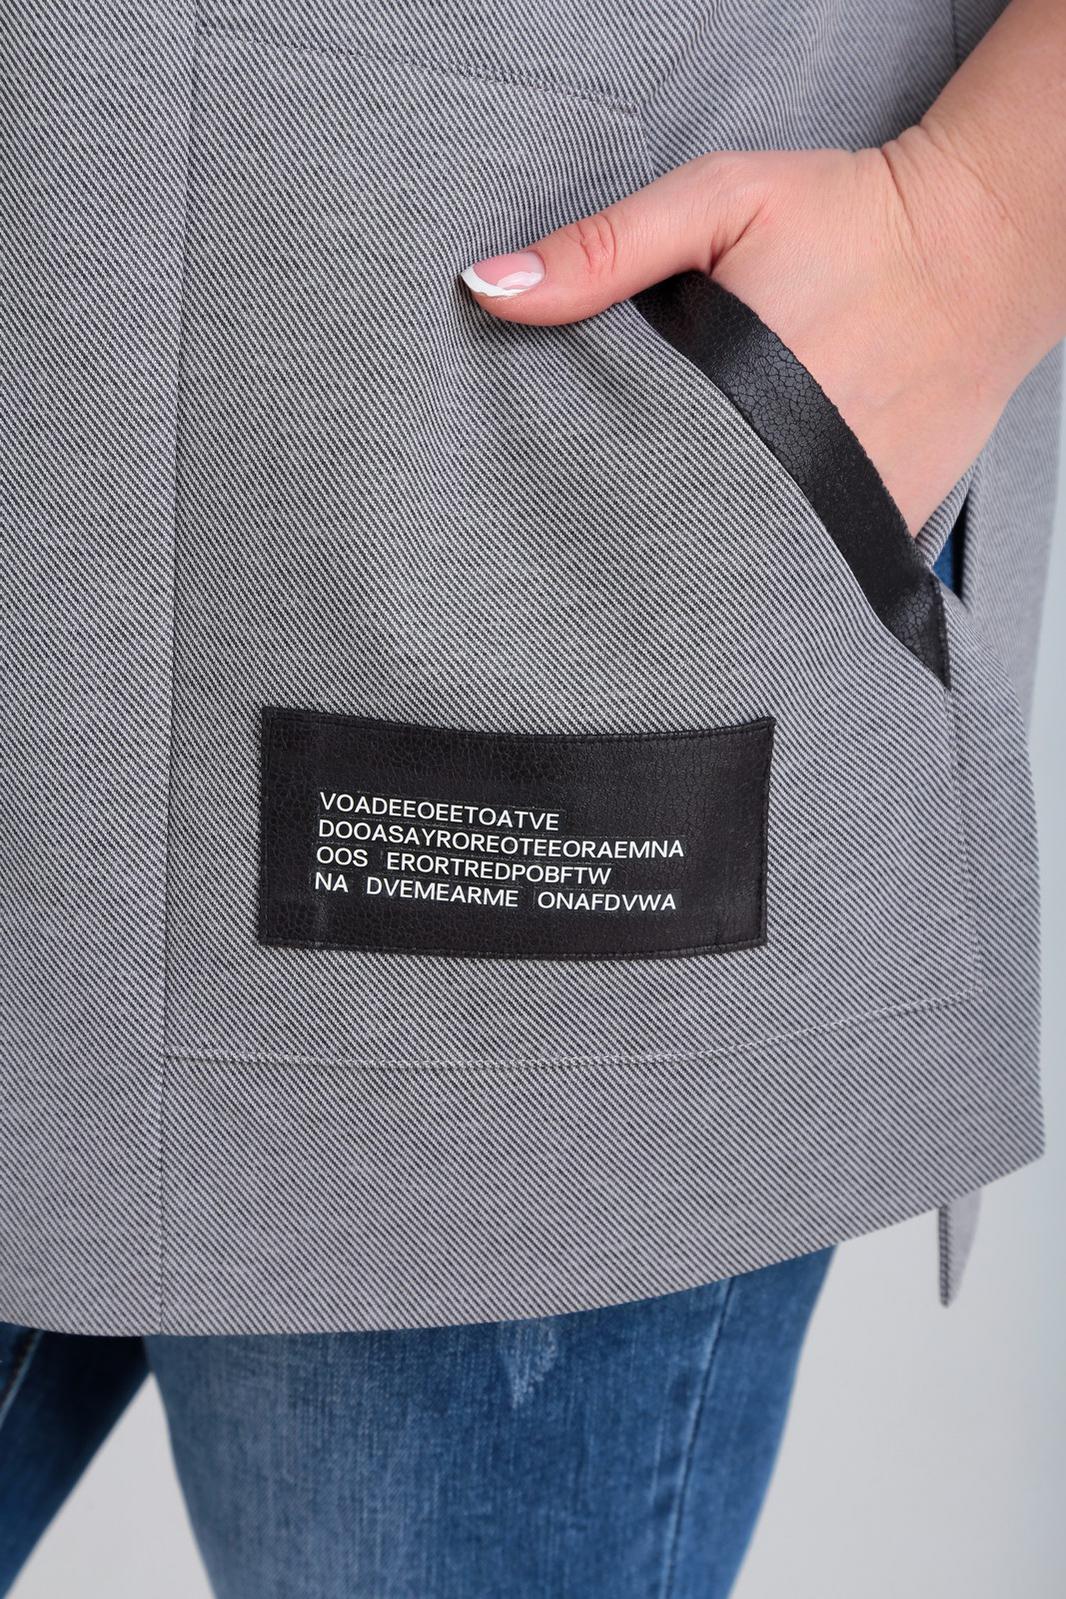 VOADEEOEETOATVE
DOOASAYROREOTEEORAEMNA
OOS ERORTREDPOBFTW
NA DVEMEARME ONAFDVWA